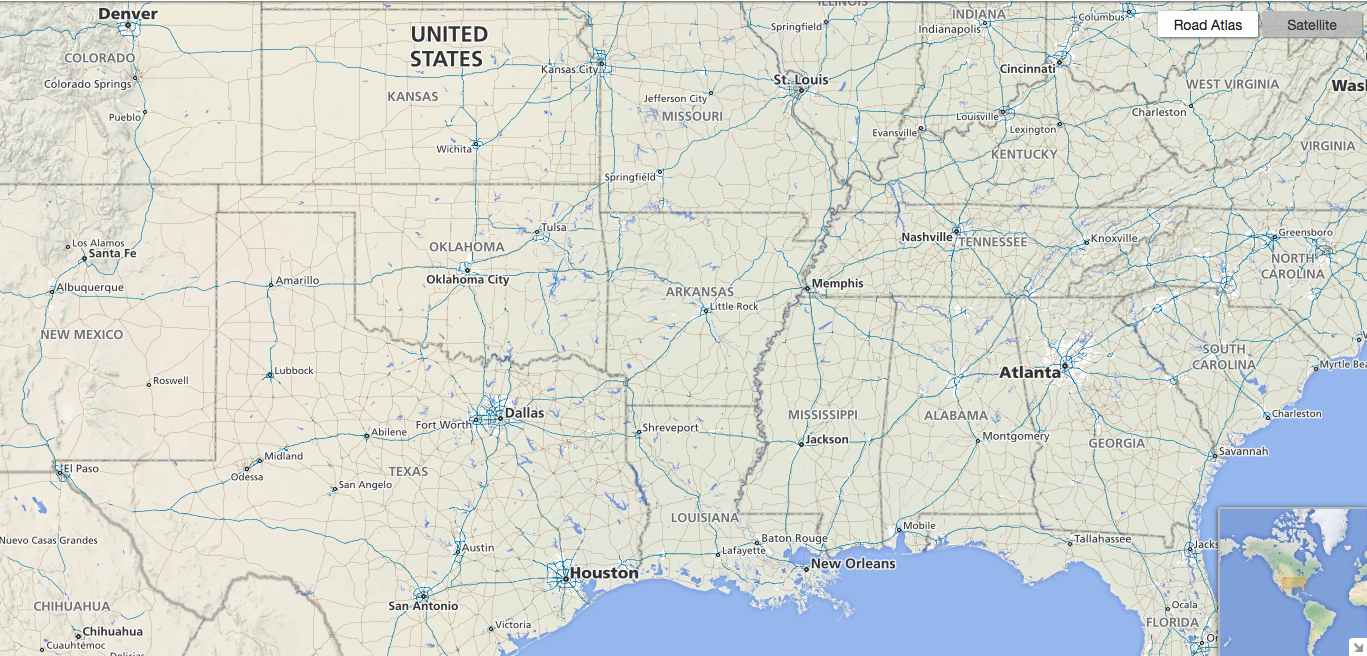 Denver
ILLINOIS
INDIANA
Columbus
Road Atlas
Satellite
Springfield
Indianapolis
UNITED
STATES
COLORADO
Kansas City
Cincinnati
Colorado Springs
St. Louis
WEST VIRGINIA
KANSAS
Jefferson City
Pueblo
MISSOURI
Louisville
Charleston
Evansville
Lexington
Wichita
KENTUCKY
VIRGINIA
Springfield
Tulsa
Nashville
TENNESSEE
Knoxville
Greensboro
Los Alamos
Santa Fe
OKLAHOMA
NORTH
CAROLINA
Oklahoma City
Amarillo
Albuquerque
ARKANSAS
Memphis
Little Rock
NEW MEXICO
SOUTH
CAROLINA
Myrtle Bea
Lubbock
Atlanta
Roswell
Dallas
Fort Worth
MISSISSIPPI
ALABAMA
Charleston
Abilene
Shreveport
Jackson
Montgomery
GEORGIA
Midland
Savannah
El Paso
Odessa
TEXAS
San Angelo
LOUISIANA
Mobile
Nuevo Casas Grandes
Baton Rouge
Tallahassee
Jacks
Austin
Lafayette
New Orleans
Houston
CHIHUAHUA
San Antonio
Ocala
Victoria
FLORIDA
Chihuahua
Cuauhtémoc
Or